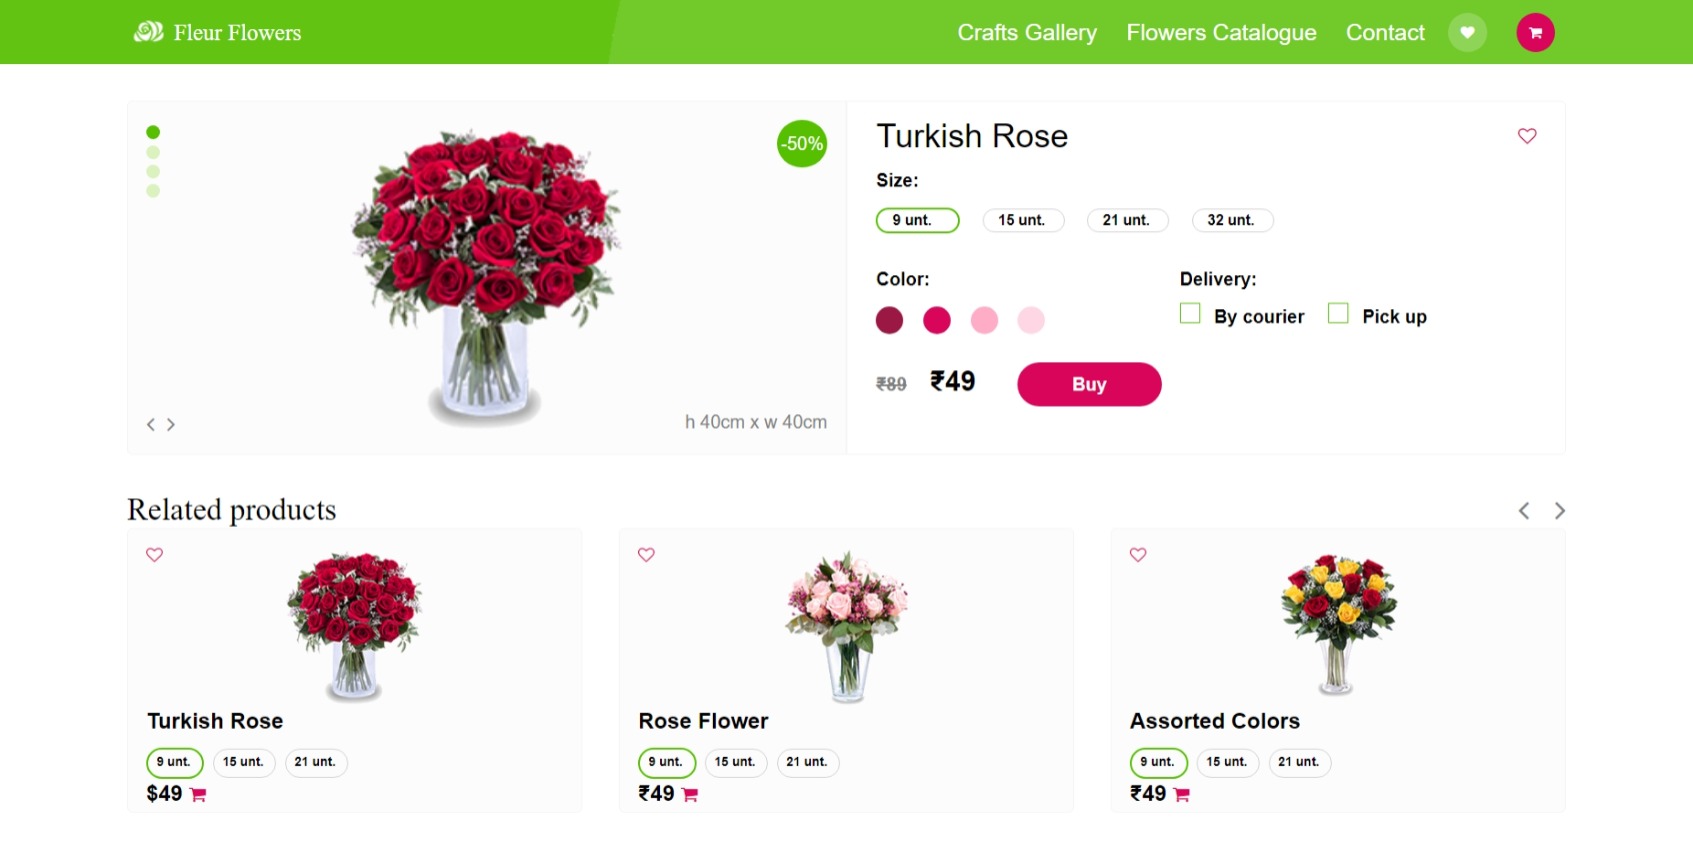 Fleur Flowers
Crafts Gallery Flowers Catalogue Contact
-50%
h 40cm x w 40cm
Turkish Rose
Size:
9 unt. 15 unt. 21 unt. 32 unt.
Color:
Delivery:
By courier Pick up
₹89 ₹49 Buy
Related products
Turkish Rose
9 unt. 15 unt. 21 unt.
$49
Rose Flower
9 unt. 15 unt. 21 unt.
₹49
Assorted Colors
9 unt. 15 unt. 21 unt.
₹49